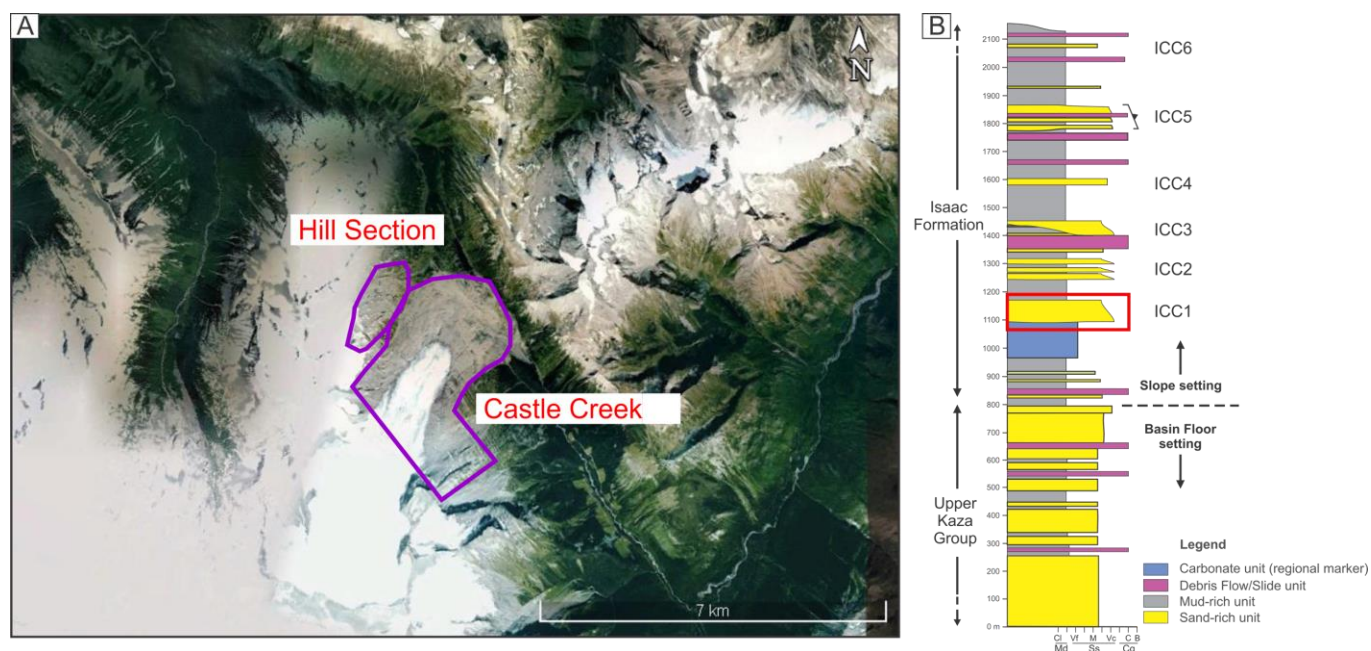 A
N
Hill Section
Castle Creek
7 km
B
2100
2000
1900
1800
1700
1600
1500
1400
1300
1200
1100
1000
900
800
700
600
500
400
300
200
100
0 m
ICC6
ICC5
ICC4
ICC3
ICC2
ICC1
Isaac
Formation
Slope setting
Basin Floor
setting
Upper
Kaza
Group
Legend
Carbonate unit (regional marker)
Debris Flow/Slide unit
Mud-rich unit
Sand-rich unit
Cl Vf M Vc C B
Md Ss Cg